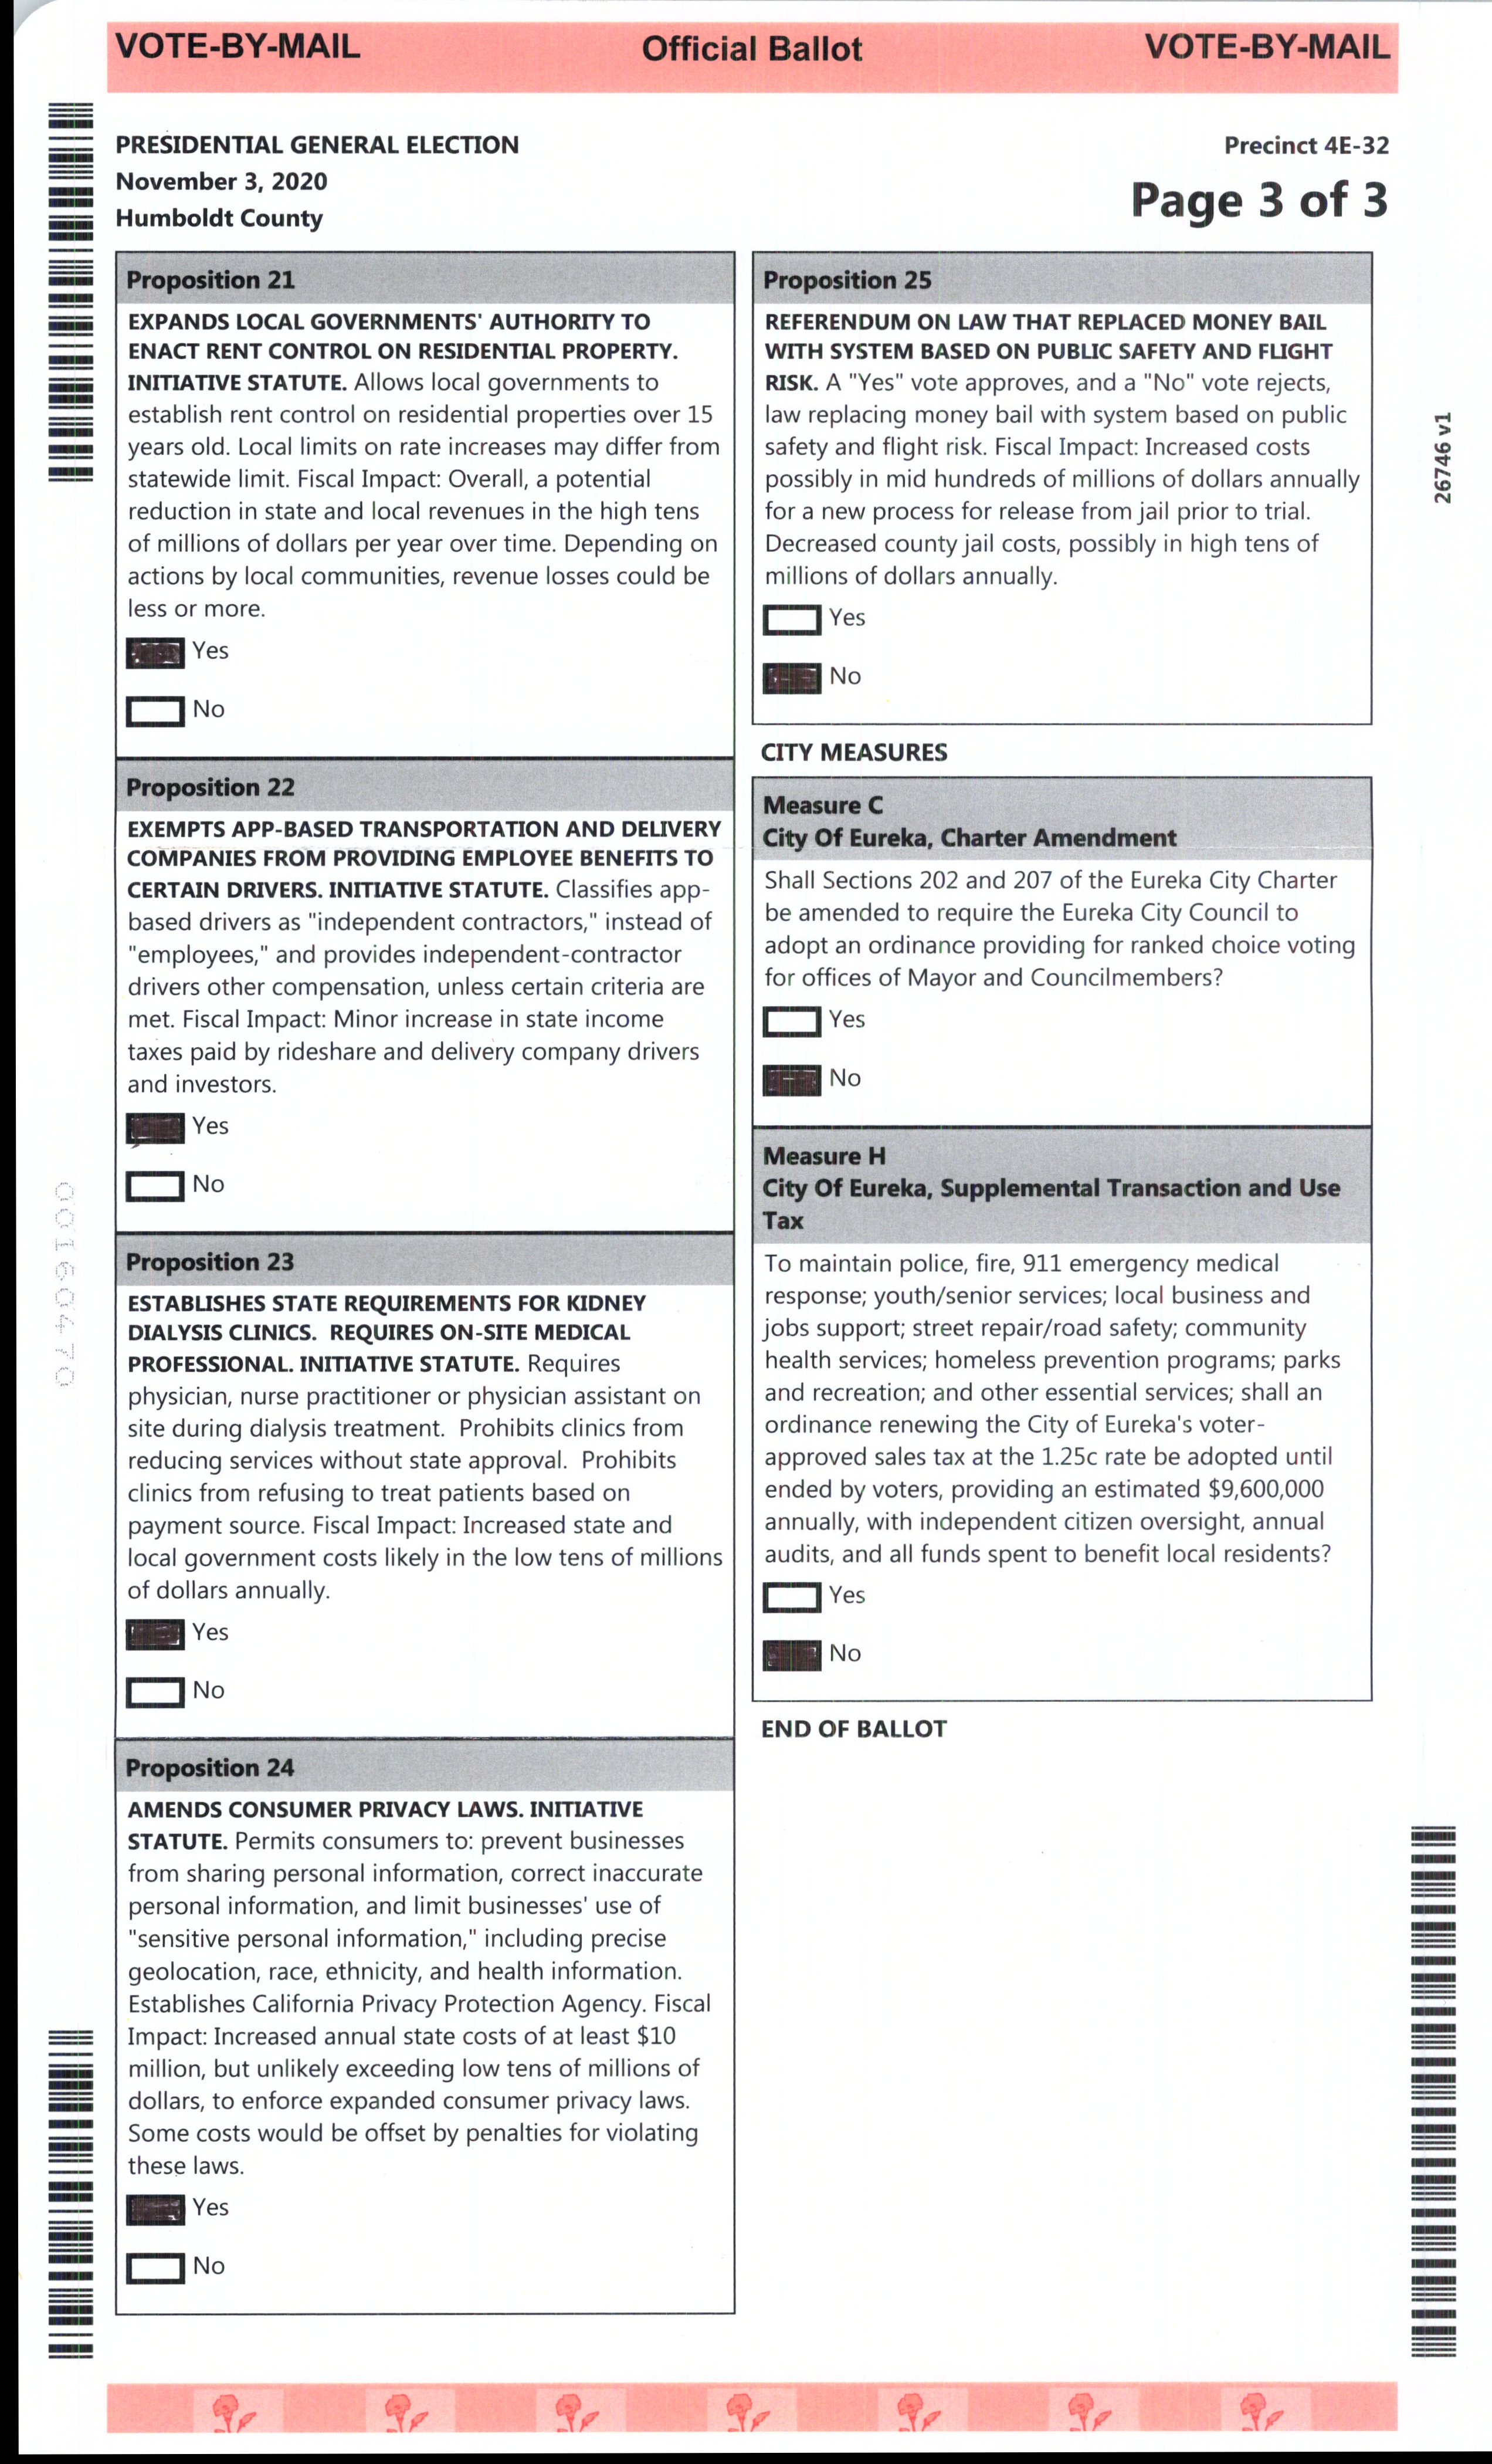 VOTE-BY-MAIL Official Ballot VOTE-BY-MAIL
PRESIDENTIAL GENERAL ELECTION
November 3, 2020
Humboldt County
Precinct 4E-32
Page 3 of 3
Proposition 21
EXPANDS LOCAL GOVERNMENTS' AUTHORITY TO
ENACT RENT CONTROL ON RESIDENTIAL PROPERTY.
INITIATIVE STATUTE. Allows local governments to
establish rent control on residential properties over 15
years old. Local limits on rate increases may differ from
statewide limit. Fiscal Impact: Overall, a potential
reduction in state and local revenues in the high tens
of millions of dollars per year over time. Depending on
actions by local communities, revenue losses could be
less or more.
Yes
No
Proposition 22
EXEMPTS APP-BASED TRANSPORTATION AND DELIVERY
COMPANIES FROM PROVIDING EMPLOYEE BENEFITS TO
CERTAIN DRIVERS. INITIATIVE STATUTE. Classifies app-
based drivers as "independent contractors," instead of
"employees," and provides independent-contractor
drivers other compensation, unless certain criteria are
met. Fiscal Impact: Minor increase in state income
taxes paid by rideshare and delivery company drivers
and investors.
Yes
No
Proposition 23
ESTABLISHES STATE REQUIREMENTS FOR KIDNEY
DIALYSIS CLINICS. REQUIRES ON-SITE MEDICAL
PROFESSIONAL. INITIATIVE STATUTE. Requires
physician, nurse practitioner or physician assistant on
site during dialysis treatment. Prohibits clinics from
reducing services without state approval. Prohibits
clinics from refusing to treat patients based on
payment source. Fiscal Impact: Increased state and
local government costs likely in the low tens of millions
of dollars annually.
Yes
No
Proposition 24
AMENDS CONSUMER PRIVACY LAWS. INITIATIVE
STATUTE. Permits consumers to: prevent businesses
from sharing personal information, correct inaccurate
personal information, and limit businesses' use of
"sensitive personal information," including precise
geolocation, race, ethnicity, and health information.
Establishes California Privacy Protection Agency. Fiscal
Impact: Increased annual state costs of at least $10
million, but unlikely exceeding low tens of millions of
dollars, to enforce expanded consumer privacy laws.
Some costs would be offset by penalties for violating
these laws.
Yes
No
Proposition 25
REFERENDUM ON LAW THAT REPLACED MONEY BAIL
WITH SYSTEM BASED ON PUBLIC SAFETY AND FLIGHT
RISK. A "Yes" vote approves, and a "No" vote rejects,
law replacing money bail with system based on public
safety and flight risk. Fiscal Impact: Increased costs
possibly in mid hundreds of millions of dollars annually
for a new process for release from jail prior to trial.
Decreased county jail costs, possibly in high tens of
millions of dollars annually.
Yes
No
CITY MEASURES
Measure C
City Of Eureka, Charter Amendment
Shall Sections 202 and 207 of the Eureka City Charter
be amended to require the Eureka City Council to
adopt an ordinance providing for ranked choice voting
for offices of Mayor and Councilmembers?
Yes
No
Measure H
City Of Eureka, Supplemental Transaction and Use
Tax
To maintain police, fire, 911 emergency medical
response; youth/senior services; local business and
jobs support; street repair/road safety; community
health services; homeless prevention programs; parks
and recreation; and other essential services; shall an
ordinance renewing the City of Eureka's voter-
approved sales tax at the 1.25c rate be adopted until
ended by voters, providing an estimated $9,600,000
annually, with independent citizen oversight, annual
audits, and all funds spent to benefit local residents?
Yes
No
END OF BALLOT
26746 v1
001604470